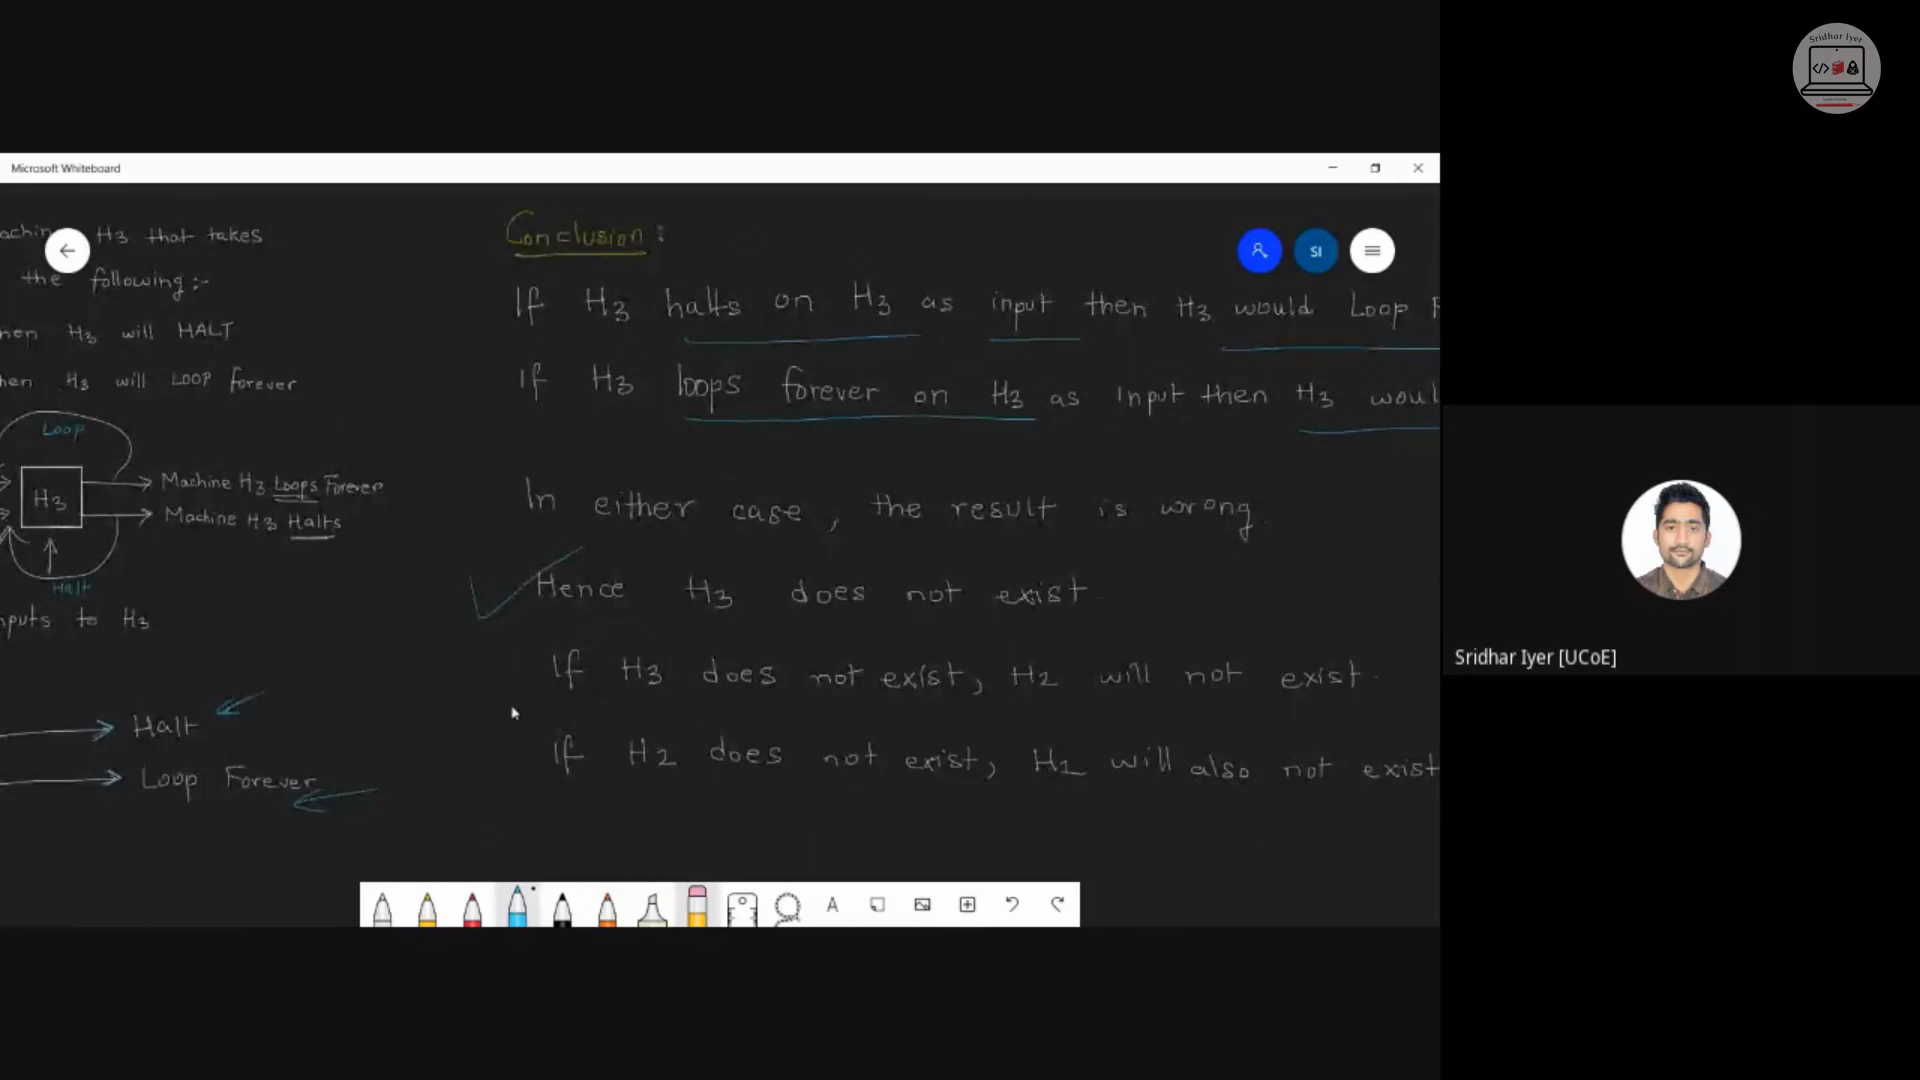 Sridhar Iyer
Microsoft Whiteboard
H3 that takes
the following :-
H3 will HALT
H3 will LOOP forever
Loop
H3
Machine H3 Loops Forever
Machine H3 Halts
Halt
to H3
Halt
Loop Forever
Conclusion :
SI
If H3 halts on H3 as input then H3 would Loop
If H3 loops forever on H3 as input then H3
In either case, the result is wrong.
Hence H3 does not exist
If H3 does not exist, H2 will not exist.
If H2 does not exist, H1 will also not exist
A
Sridhar Iyer [UCoE]